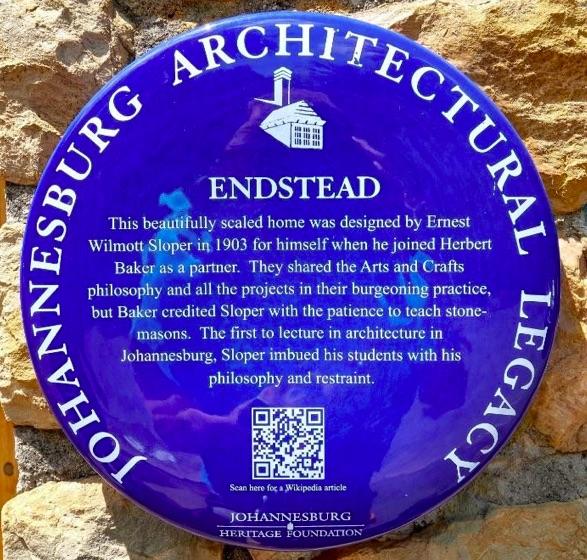 JOHANNESBURG ARCHITECTURAL LEGACY
ENDSTEAD
This beautifully scaled home was designed by Ernest
Wilmott Sloper in 1903 for himself when he joined Herbert
Baker as a partner. They shared the Arts and Crafts
philosophy and all the projects in their burgeoning practice,
but Baker credited Sloper with the patience to teach stone-
masons. The first to lecture in architecture in
Johannesburg, Sloper imbued his students with his
philosophy and restraint.
Scan here for a Wikipedia article
JOHANNESBURG
HERITAGE FOUNDATION